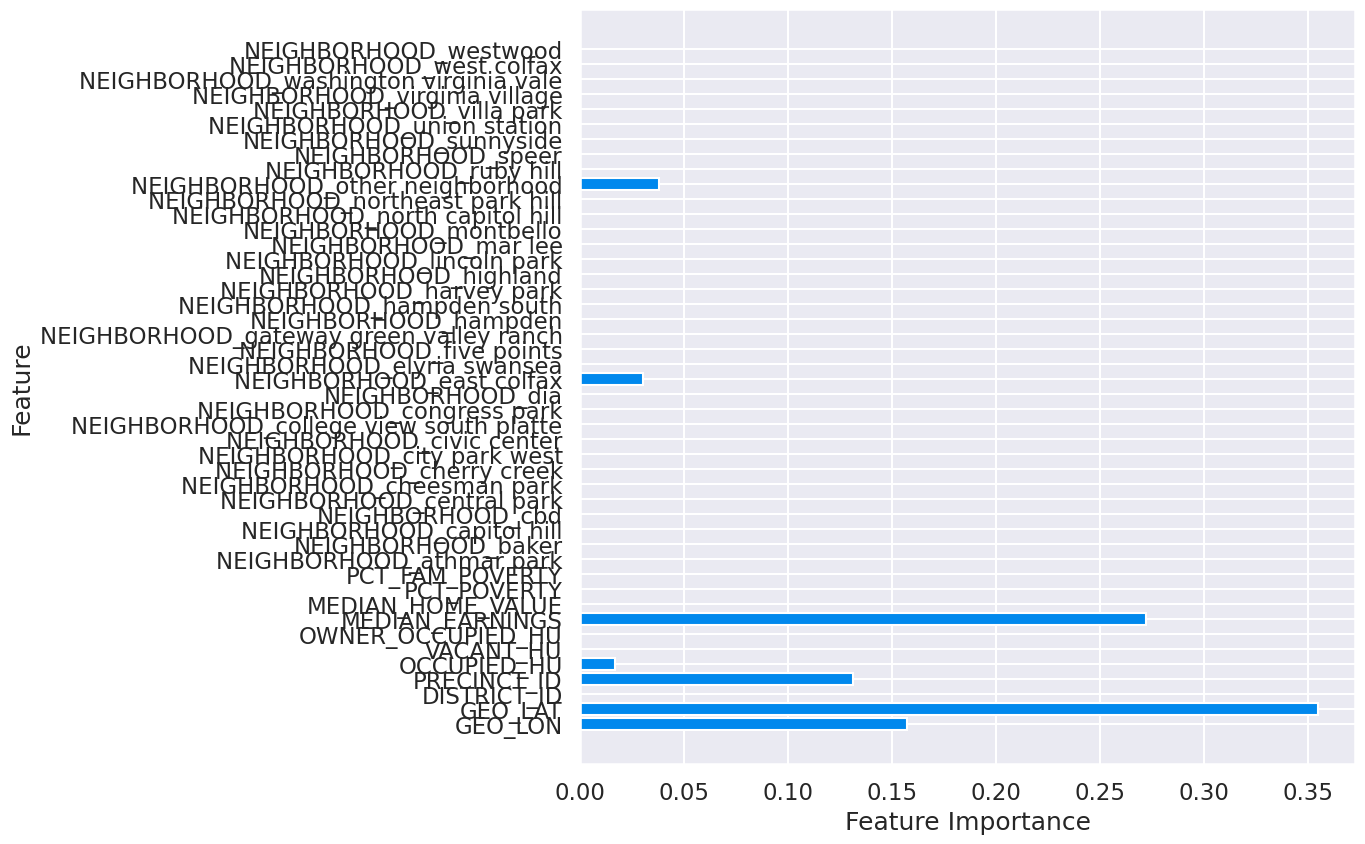 NEIGHBORHOOD_westwood
NEIGHBORHOOD_west colfax
NEIGHBORHOOD_washington virginia vale
NEIGHBORHOOD_virginia village
NEIGHBORHOOD_villa park
NEIGHBORHOOD_union station
NEIGHBORHOOD_sunnyside
NEIGHBORHOOD_speer
NEIGHBORHOOD_ruby hill
NEIGHBORHOOD_other neighborhood
NEIGHBORHOOD_northeast park hill
NEIGHBORHOOD_north capitol hill
NEIGHBORHOOD_montbello
NEIGHBORHOOD_mar lee
NEIGHBORHOOD_lincoln park
NEIGHBORHOOD_highland
NEIGHBORHOOD_harvey park
NEIGHBORHOOD_hampden south
NEIGHBORHOOD_hampden
NEIGHBORHOOD_gateway green valley ranch
NEIGHBORHOOD_five points
NEIGHBORHOOD_elyria swansea
NEIGHBORHOOD_east colfax
NEIGHBORHOOD_dia
NEIGHBORHOOD_congress park
NEIGHBORHOOD_college view south platte
NEIGHBORHOOD_civic center
NEIGHBORHOOD_city park west
NEIGHBORHOOD_cherry creek
NEIGHBORHOOD_cheesman park
NEIGHBORHOOD_central park
NEIGHBORHOOD_cbd
NEIGHBORHOOD_capitol hill
NEIGHBORHOOD_baker
NEIGHBORHOOD_athmar park
PCT_FAM_POVERTY
PCT_POVERTY
MEDIAN_HOME_VALUE
MEDIAN_EARNINGS
OWNER_OCCUPIED_HU
VACANT_HU
OCCUPIED_HU
PRECINCT_ID
DISTRICT_ID
GEO_LAT
GEO_LON
Feature
0.00 0.05 0.10 0.15 0.20 0.25 0.30 0.35
Feature Importance